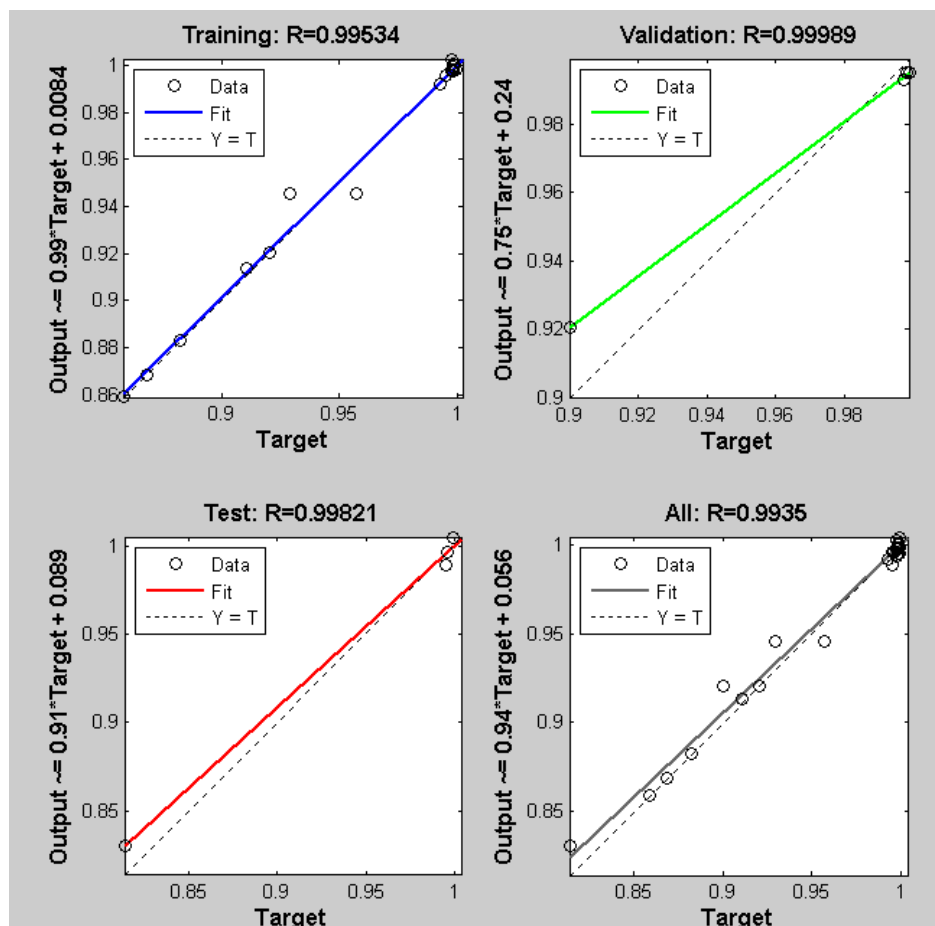 Training: R=0.99534
Output ~= 0.99*Target + 0.0084
1
0.98
0.96
0.94
0.92
0.9
0.88
0.86
Data
Fit
Y = T
0.9
0.95
1
Target
Validation: R=0.99989
Output ~= 0.75*Target + 0.24
0.98
0.96
0.94
0.92
0.9
Data
Fit
Y = T
0.9
0.92
0.94
0.96
0.98
Target
Test: R=0.99821
Output ~= 0.91*Target + 0.089
1
0.95
0.9
0.85
Data
Fit
Y = T
0.85
0.9
0.95
1
Target
All: R=0.9935
Output ~= 0.94*Target + 0.056
1
0.95
0.9
0.85
Data
Fit
Y = T
0.85
0.9
0.95
1
Target